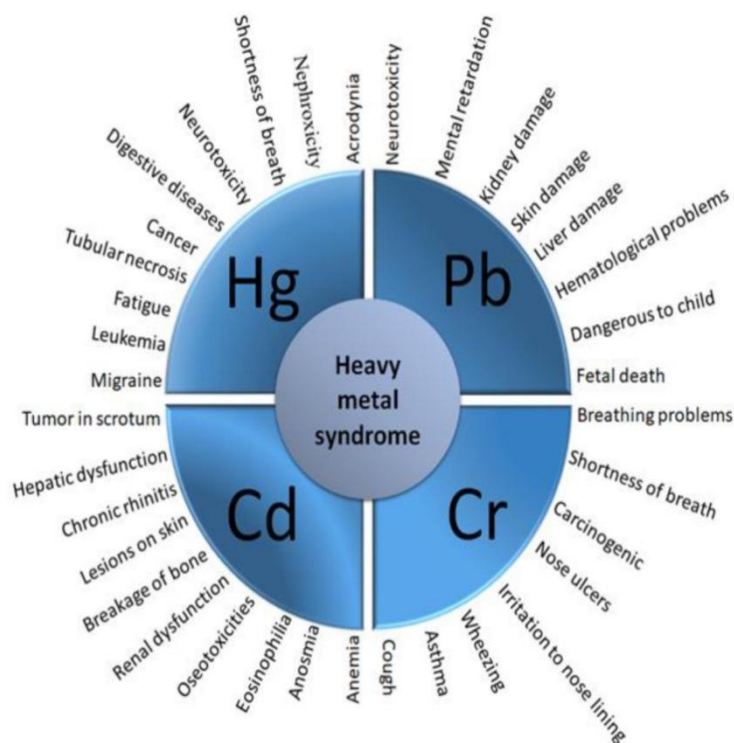 Acrodynia
Nephroxicity
Shortness of breath
Neurotoxicity
Digestive diseases
Cancer
Tubular necrosis
Fatigue
Leukemia
Migraine
Hg
Neurotoxicity
Mental retardation
Kidney damage
Skin damage
Liver damage
Hematological problems
Dangerous to child
Fetal death
Pb
Heavy
metal
syndrome
Tumor in scrotum
Hepatic dysfunction
Chronic rhinitis
Lesions on skin
Breakage of bone
Renal dysfunction
Oseotoxicities
Eosinophilia
Anosmia
Anemia
Cd
Breathing problems
Shortness of breath
Carcinogenic
Nose ulcers
Irritation to nose lining
Wheezing
Asthma
Cough
Cr